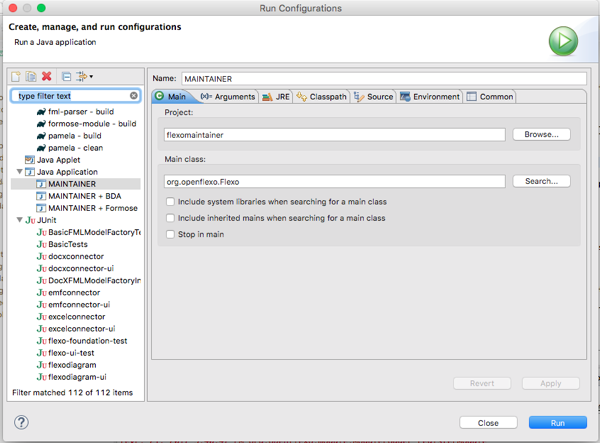 Run Configurations
Create, manage, and run configurations
Run a Java application
type filter text
fmi-parser - build
formose-module - build
pamela - build
pamela - clean
Java Applet
Java Application
MAINTAINER
MAINTAINER + BDA
MAINTAINER + Formose
JUnit
BasicFMLModelFactoryTe
BasicTests
docxconnector
docxconnector-ui
DocXFMLModelFactoryIn
emfconnector
emfconnector-ui
excelconnector
excelconnector-ui
flexo-foundation-test
flexo-ui-test
flexodiagram
flexodiagram-ui
Filter matched 112 of 112 items
Name: MAINTAINER
Main (x)= Arguments JRE Classpath Source Environment Common
Project:
flexomaintainer
Browse...
Main class:
org.openflexo.Flexo
Search...
Include system libraries when searching for a main class
Include inherited mains when searching for a main class
Stop in main
Revert Apply
Close Run